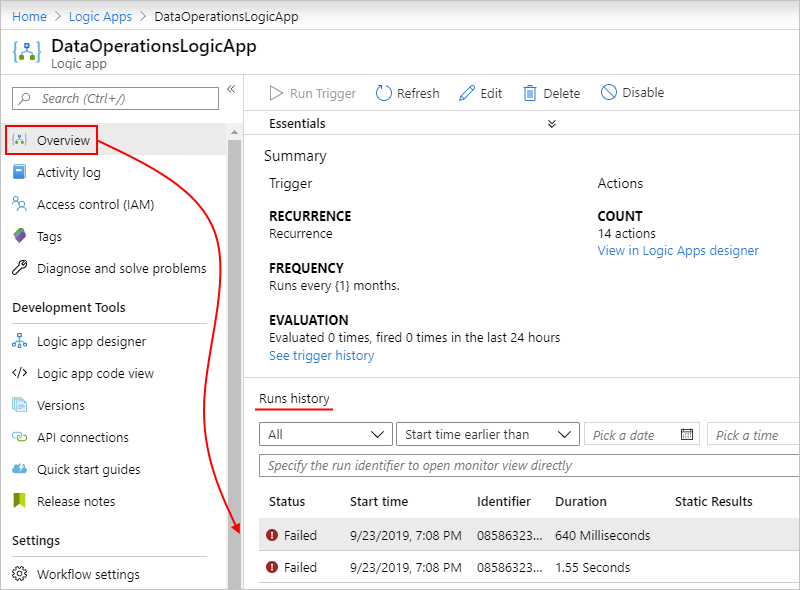 Home > Logic Apps > DataOperationsLogicApp
DataOperationsLogicApp
Logic app
Search (Ctrl+/)
Overview
Activity log
Access control (IAM)
Tags
Diagnose and solve problems
Development Tools
Logic app designer
Logic app code view
Versions
API connections
Quick start guides
Release notes
Settings
Workflow settings
Run Trigger Refresh Edit Delete Disable
Essentials
Summary
Trigger Actions
RECURRENCE COUNT
Recurrence 14 actions
View in Logic Apps designer
FREQUENCY
Runs every {1} months.
EVALUATION
Evaluated 0 times, fired 0 times in the last 24 hours
See trigger history
Runs history
All Start time earlier than Pick a date Pick a time
Specify the run identifier to open monitor view directly
Status Start time Identifier Duration Static Results
Failed 9/23/2019, 7:08 PM 08586323... 640 Milliseconds
Failed 9/23/2019, 7:08 PM 08586323... 1.55 Seconds